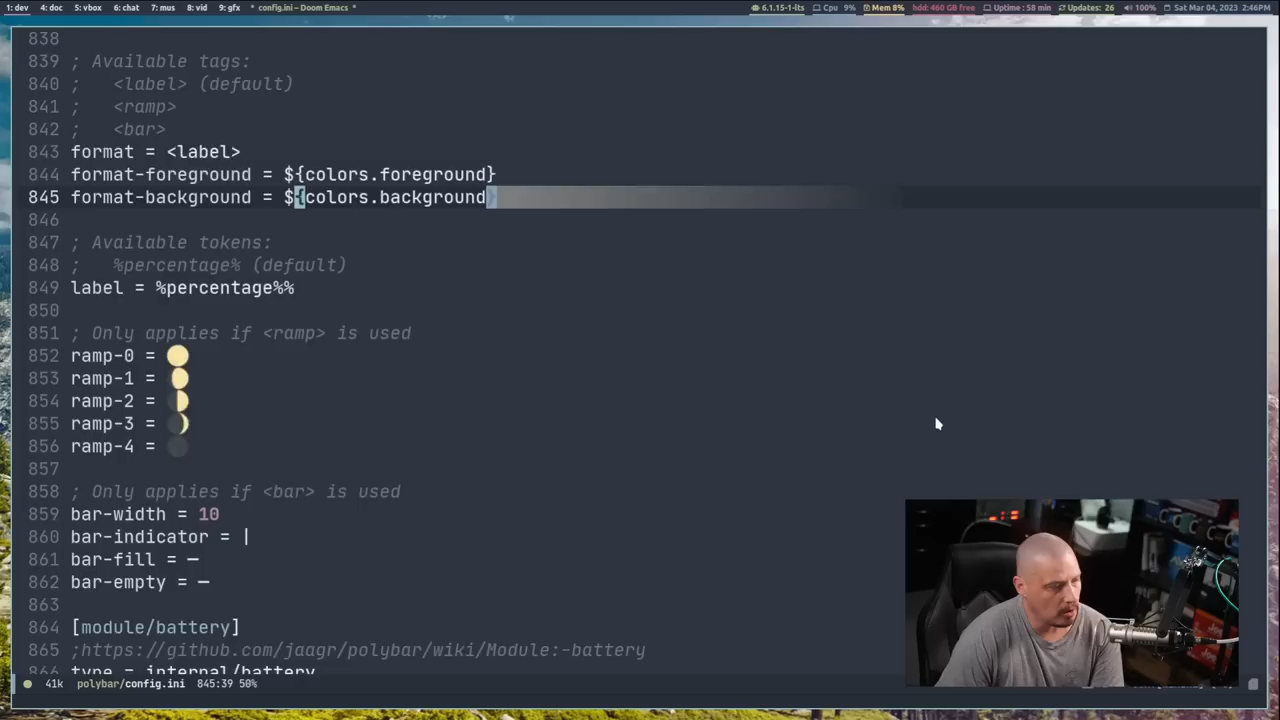 1: dev 4: doc 5: vbox 6: chat 7: mus 8: vid 9: gfx * config.ini – Doom Emacs * 6.1.15-1-lts Cpu 9% Mem 8% hdd: 460 GB free Uptime : 58 min Updates: 26 100% Sat Mar 04, 2023 2:46PM
838
839 ; Available tags:
840 ;   <label> (default)
841 ;   <ramp>
842 ;   <bar>
843 format = <label>
844 format-foreground = ${colors.foreground}
845 format-background = ${colors.background}
846
847 ; Available tokens:
848 ;   %percentage% (default)
849 label = %percentage%%
850
851 ; Only applies if <ramp> is used
852 ramp-0 = 🌕
853 ramp-1 = 🌔
854 ramp-2 = 🌓
855 ramp-3 = 🌒
856 ramp-4 = 🌑
857
858 ; Only applies if <bar> is used
859 bar-width = 10
860 bar-indicator = |
861 bar-fill = ─
862 bar-empty = ─
863
864 [module/battery]
865 ;https://github.com/jaagr/polybar/wiki/Module:-battery
866 type = internal/battery
41k polybar/config.ini 845:39 50%